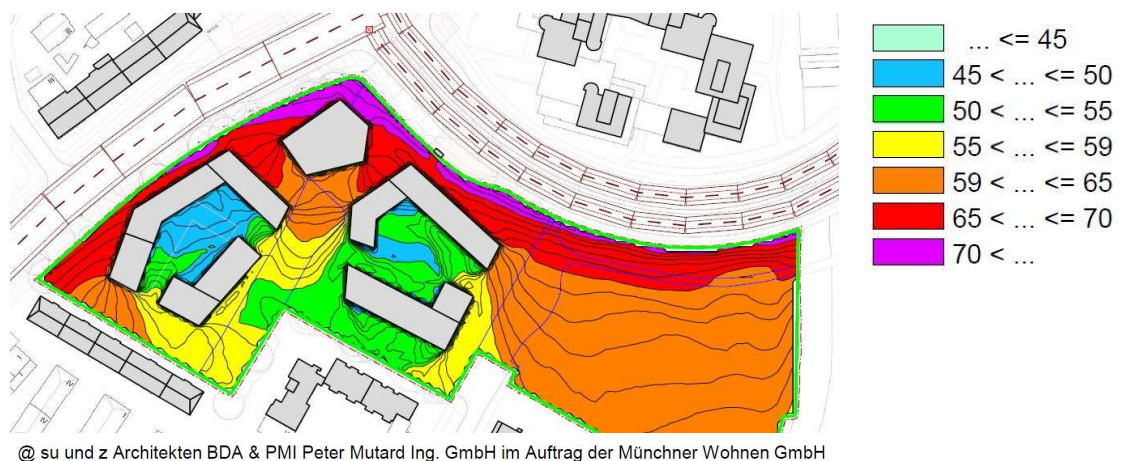 ... <= 45
45 < ... <= 50
50 < ... <= 55
55 < ... <= 59
59 < ... <= 65
65 < ... <= 70
70 < ...
@ su und z Architekten BDA & PMI Peter Mutard Ing. GmbH im Auftrag der Münchner Wohnen GmbH